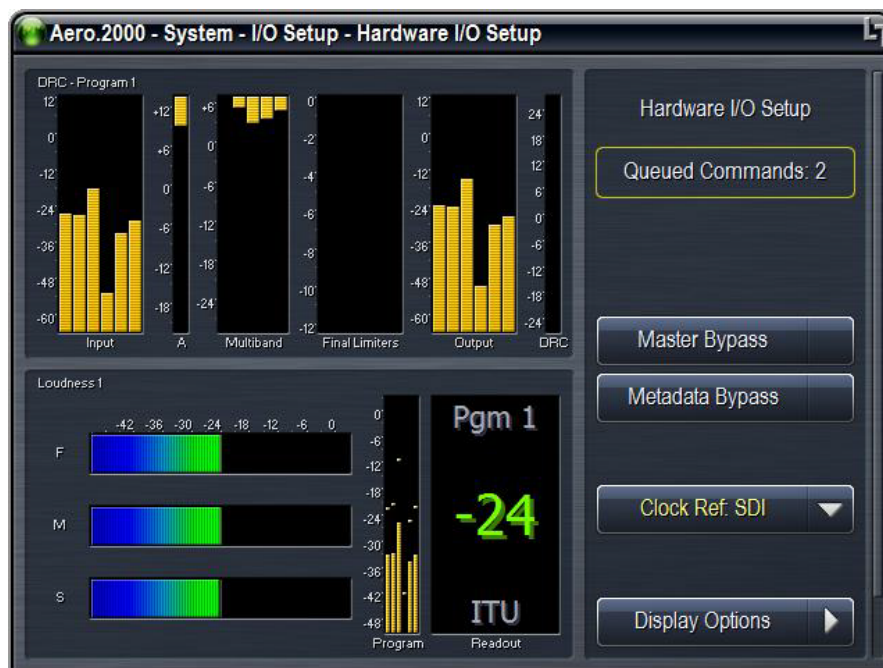 Aero.2000 - System - I/O Setup - Hardware I/O Setup
DRC - Program 1
12 0 -12 -24 -36 -48 -60
+12 +6 0 -6 -12 -18
+6 0 -6 -12 -18 -24
0 -2 -4 -6 -8 -10 -12
12 0 -12 -24 -36 -48 -60
24 18 12 6 0 -6 -12 -18 -24
Input A Multiband Final Limiters Output DRC
Loudness 1
-42 -36 -30 -24 -18 -12 -6 0
F
M
S
0 -6 -12 -18 -24 -30 -36 -42 -48
Program
Pgm 1
-24
ITU
Readout
Hardware I/O Setup
Queued Commands: 2
Master Bypass
Metadata Bypass
Clock Ref: SDI
Display Options